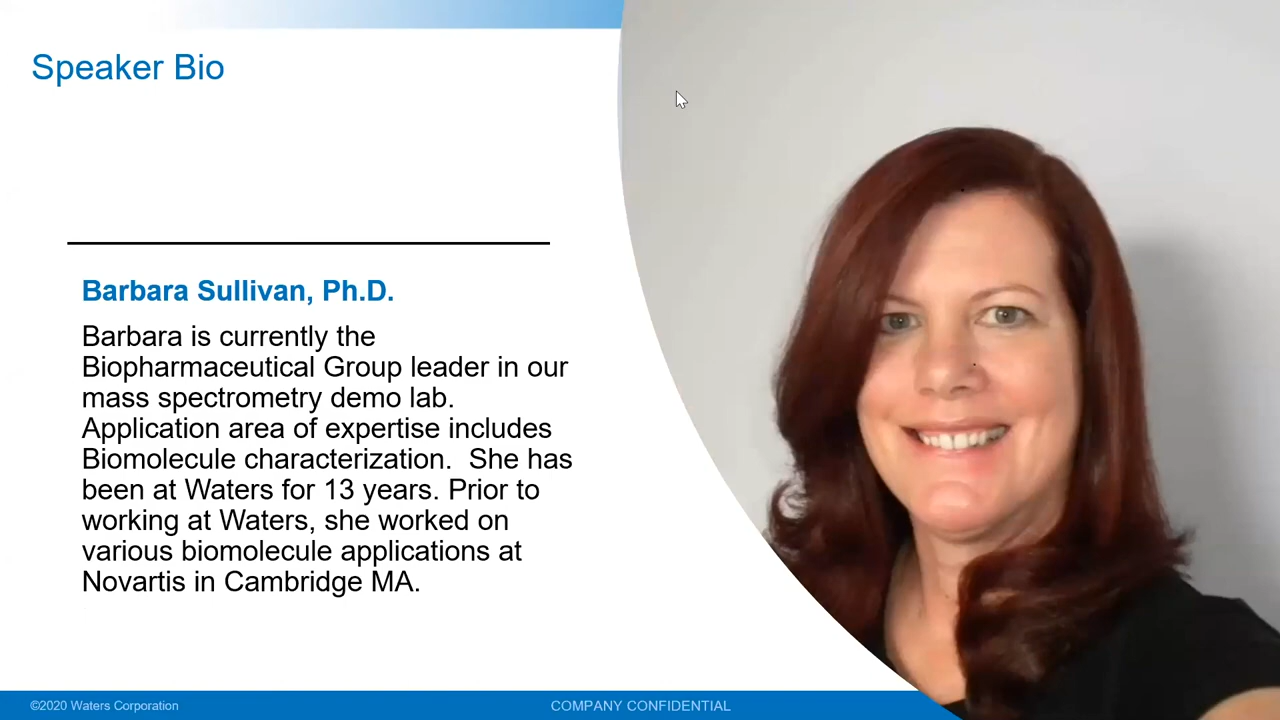 Speaker Bio
Barbara Sullivan, Ph.D.
Barbara is currently the
Biopharmaceutical Group leader in our
mass spectrometry demo lab.
Application area of expertise includes
Biomolecule characterization.  She has
been at Waters for 13 years. Prior to
working at Waters, she worked on
various biomolecule applications at
Novartis in Cambridge MA.
©2020 Waters Corporation
COMPANY CONFIDENTIAL